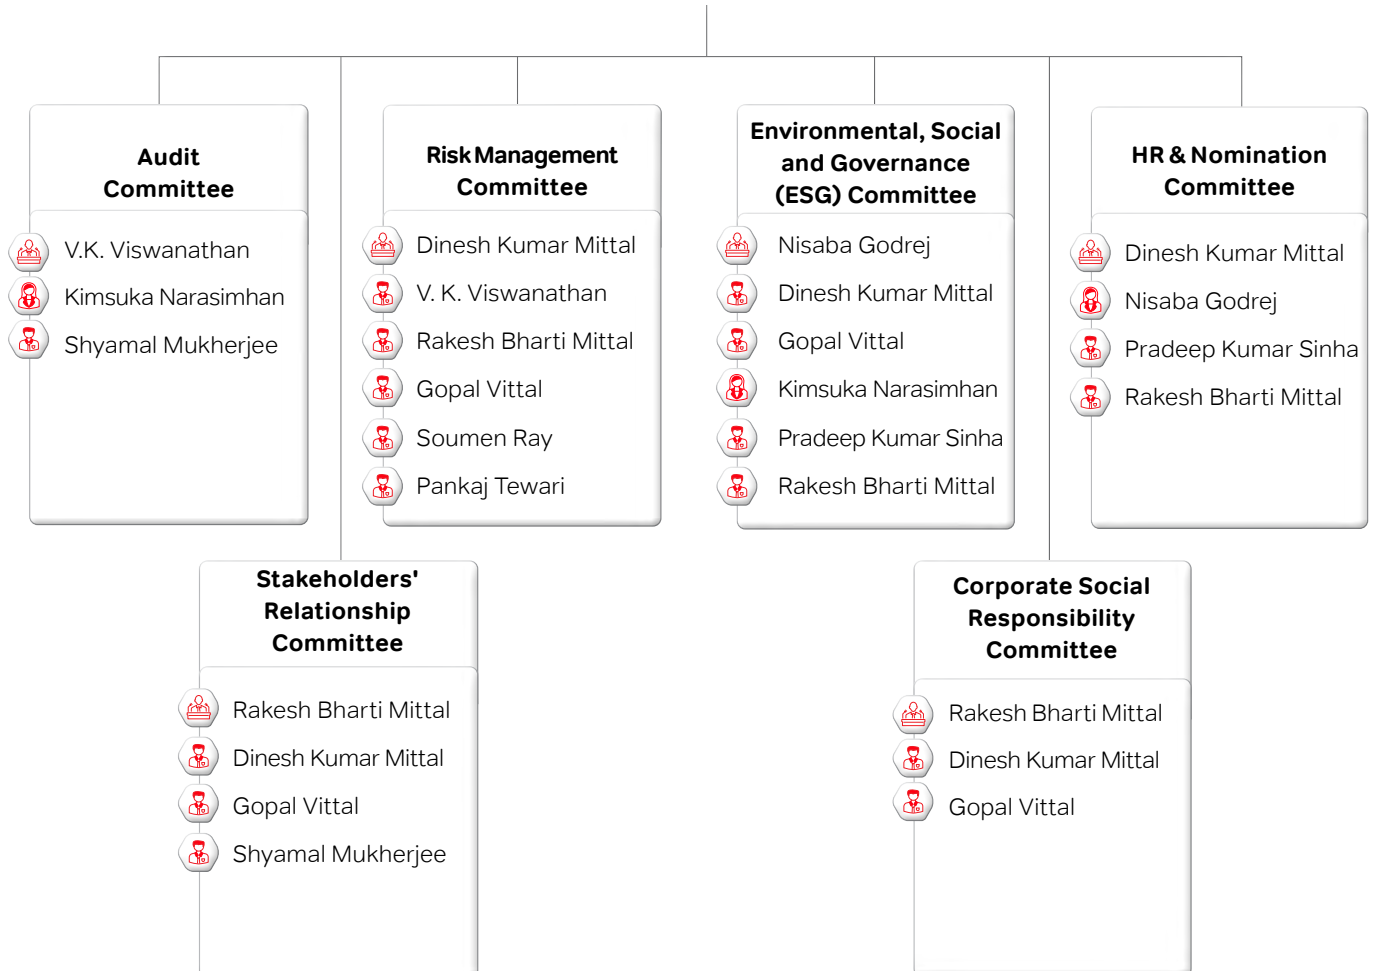 Audit
Committee
V.K. Viswanathan
Kimsuka Narasimhan
Shyamal Mukherjee
Risk Management
Committee
Dinesh Kumar Mittal
V. K. Viswanathan
Rakesh Bharti Mittal
Gopal Vittal
Soumen Ray
Pankaj Tewari
Environmental, Social
and Governance
(ESG) Committee
Nisaba Godrej
Dinesh Kumar Mittal
Gopal Vittal
Kimsuka Narasimhan
Pradeep Kumar Sinha
Rakesh Bharti Mittal
HR & Nomination
Committee
Dinesh Kumar Mittal
Nisaba Godrej
Pradeep Kumar Sinha
Rakesh Bharti Mittal
Stakeholders'
Relationship
Committee
Rakesh Bharti Mittal
Dinesh Kumar Mittal
Gopal Vittal
Shyamal Mukherjee
Corporate Social
Responsibility
Committee
Rakesh Bharti Mittal
Dinesh Kumar Mittal
Gopal Vittal